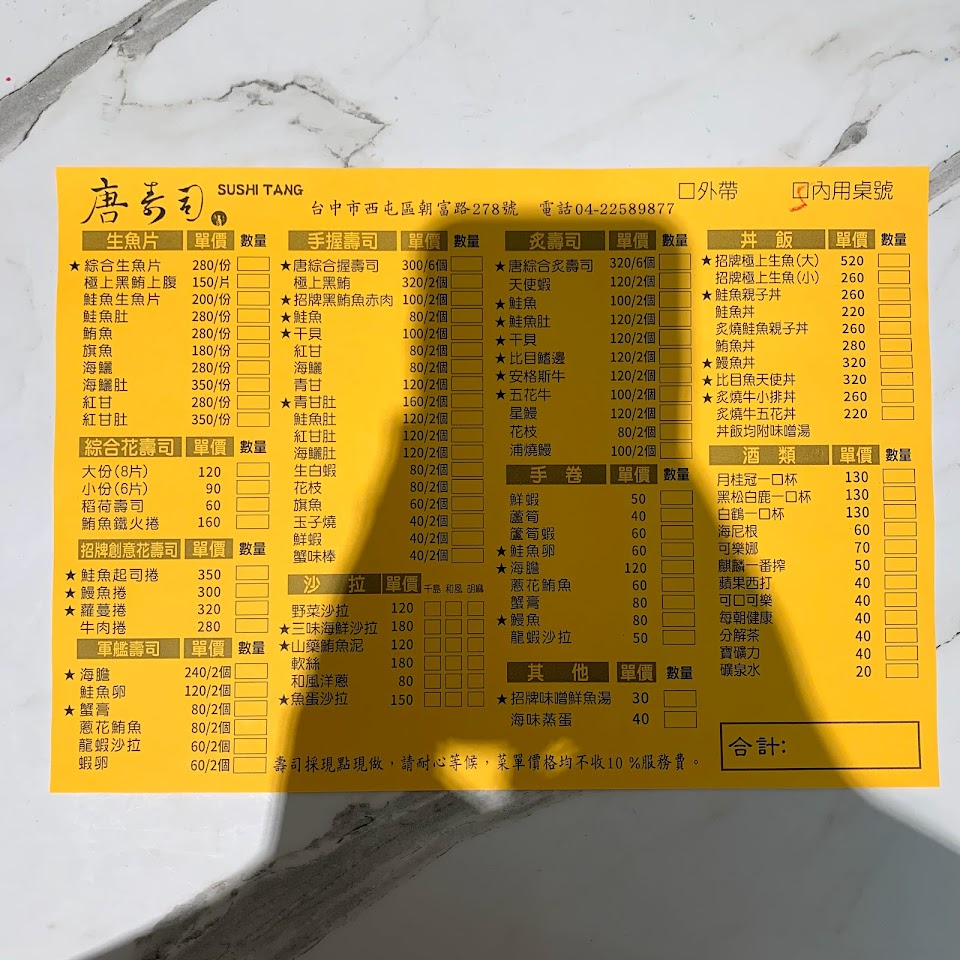 唐壽司 SUSHI TANG
台中市西屯區朝富路278號 電話04-22589877
□外帶 □內用桌號
生魚片 單價 數量
★綜合生魚片 280/份
極上黑鮪上腹 150/片
鮭魚生魚片 200/份
鮭魚肚 280/份
鮪魚 280/份
旗魚 180/份
海鱺 280/份
海鱺肚 350/份
紅甘 280/份
紅甘肚 350/份
綜合花壽司 單價 數量
大份(8片) 120
小份(6片) 90
稻荷壽司 60
鮪魚鐵火捲 160
招牌創意花壽司 單價 數量
★鮭魚起司捲 350
★鰻魚捲 300
★蘿蔓捲 320
牛肉捲 280
軍艦壽司 單價 數量
★海膽 240/2個
鮭魚卵 120/2個
★蟹膏 80/2個
蔥花鮪魚 80/2個
龍蝦沙拉 60/2個
蝦卵 60/2個
手握壽司 單價 數量
★唐綜合握壽司 300/6個
極上黑鮪 320/2個
★招牌黑鮪魚赤肉 100/2個
★鮭魚 80/2個
★干貝 100/2個
紅甘 80/2個
海鱺 80/2個
青甘 120/2個
★青甘肚 160/2個
鮭魚肚 120/2個
紅甘肚 120/2個
海鱺肚 120/2個
生白蝦 80/2個
花枝 80/2個
旗魚 60/2個
玉子燒 40/2個
鮮蝦 40/2個
蟹味棒 40/2個
沙拉 單價 千島 和風 胡麻
野菜沙拉 120
★三味海鮮沙拉 180
★山藥鮪魚泥 120
軟絲 180
和風洋蔥 80
★魚蛋沙拉 150
炙壽司 單價 數量
★唐綜合炙壽司 320/6個
天使蝦 120/2個
★鮭魚 100/2個
★鮭魚肚 120/2個
★干貝 120/2個
★比目鰭邊 120/2個
★安格斯牛 120/2個
★五花牛 100/2個
星鰻 120/2個
花枝 80/2個
浦燒鰻 100/2個
手卷 單價 數量
鮮蝦 50
蘆筍 40
蘆筍蝦 60
★鮭魚卵 60
★海膽 120
蔥花鮪魚 60
蟹膏 80
★鰻魚 80
龍蝦沙拉 50
其他 單價 數量
★招牌味噌鮮魚湯 30
海味蒸蛋 40
丼飯 單價 數量
★招牌極上生魚(大) 520
招牌極上生魚(小) 260
★鮭魚親子丼 260
鮭魚丼 220
炙燒鮭魚親子丼 260
鮪魚丼 280
★鰻魚丼 320
★比目魚天使丼 320
★炙燒牛小排丼 260
炙燒牛五花丼 220
丼飯均附味噌湯
酒類 單價 數量
月桂冠一口杯 130
黑松白鹿一口杯 130
白鶴一口杯 130
海尼根 60
可樂娜 70
麒麟一番搾 50
蘋果西打 40
可口可樂 40
每朝健康 40
分解茶 40
寶礦力 40
礦泉水 20
合計:
壽司採現點現做,請耐心等候,菜單價格均不收10 %服務費。